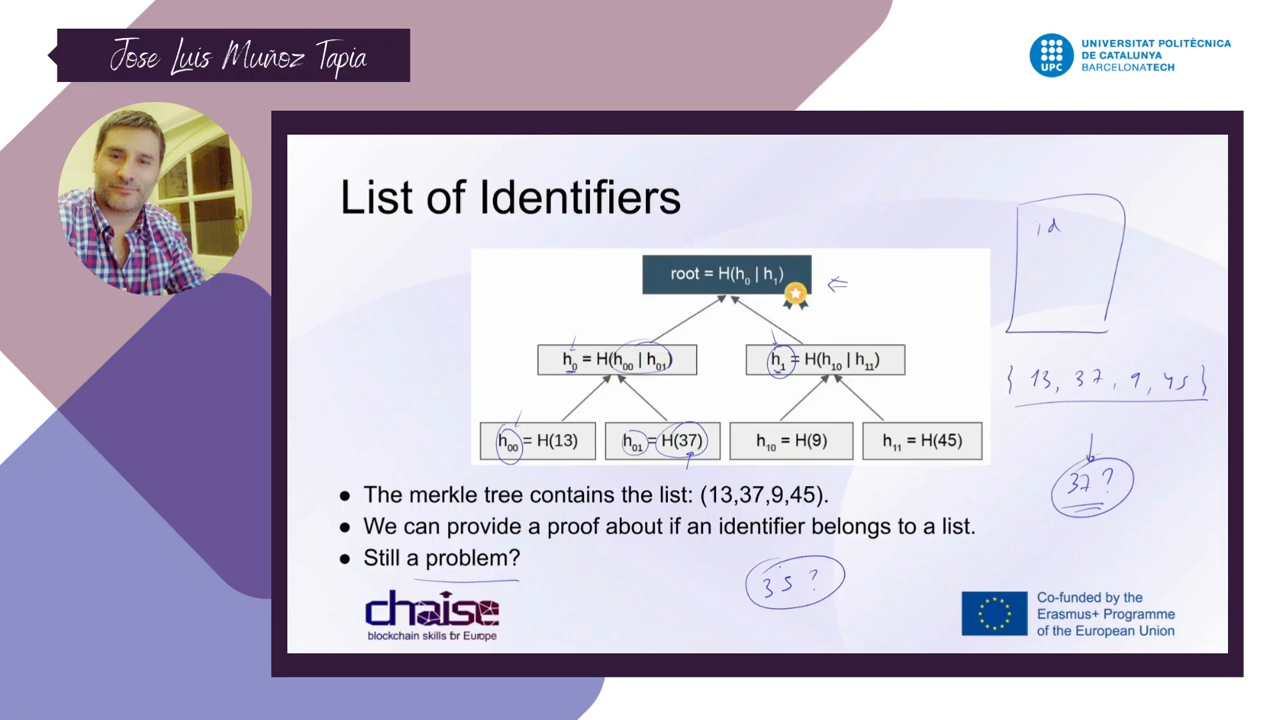 Jose Luis Muñoz Tapia
UNIVERSITAT POLITÈCNICA
DE CATALUNYA
BARCELONATECH
UPC
List of Identifiers
root = H(h0 | h1)
⇐
id
h0 = H(h00 | h01)
h1 = H(h10 | h11)
{ 13, 37, 9, 45 }
h00 = H(13)
h01 = H(37)
h10 = H(9)
h11 = H(45)
37 ?
● The merkle tree contains the list: (13,37,9,45).
● We can provide a proof about if an identifier belongs to a list.
● Still a problem?
35 ?
chaise
blockchain skills for Europe
Co-funded by the
Erasmus+ Programme
of the European Union